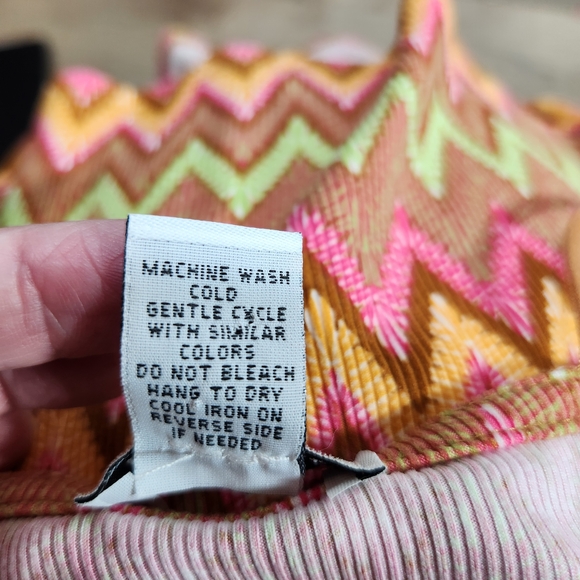 MACHINE WASH
COLD
GENTLE CYCLE
WITH SIMILAR
COLORS
DO NOT BLEACH
HANG TO DRY
COOL IRON ON
REVERSE SIDE
IF NEEDED